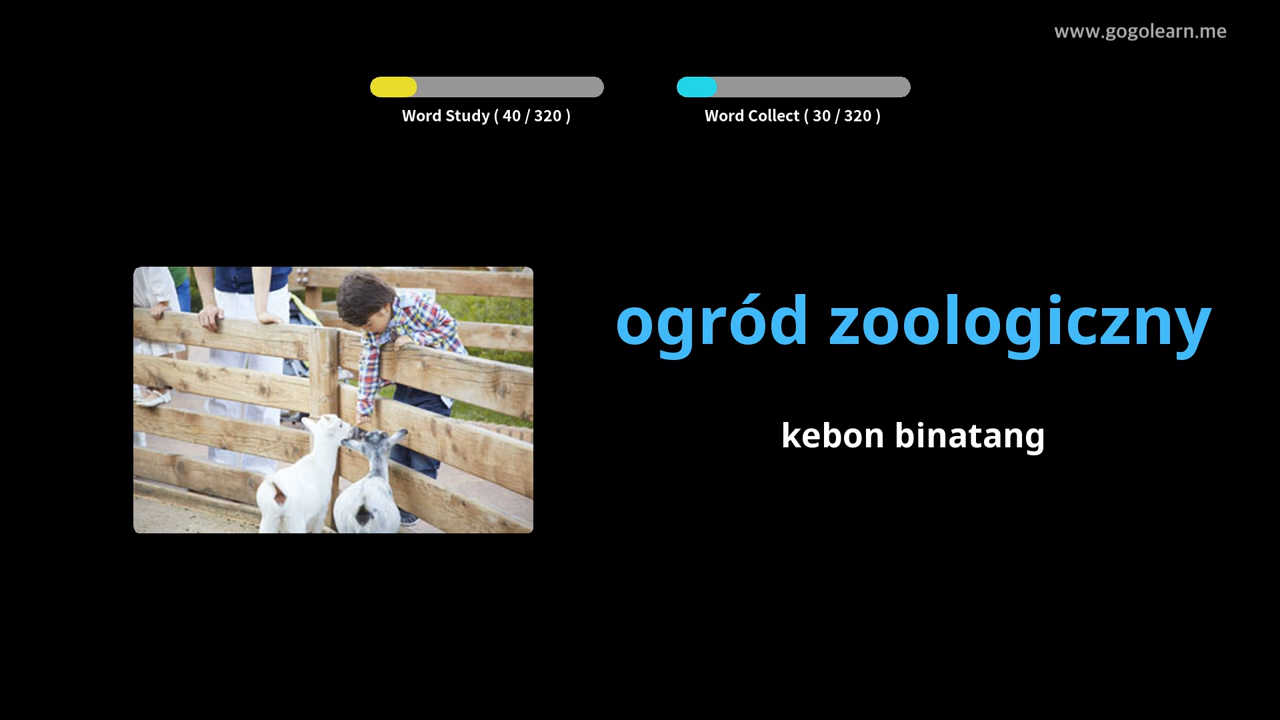 www.gogolearn.me
Word Study ( 40 / 320 )
Word Collect ( 30 / 320 )
ogród zoologiczny
kebon binatang